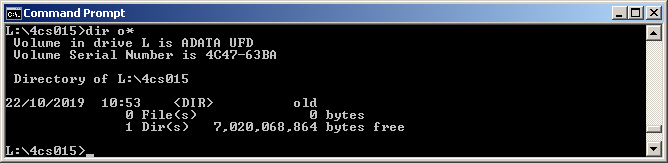 Command Prompt
L:\4cs015>dir o*
 Volume in drive L is ADATA UFD
 Volume Serial Number is 4C47-63BA
 Directory of L:\4cs015
22/10/2019  10:53    <DIR>          old
               0 File(s)              0 bytes
               1 Dir(s)   7,020,068,864 bytes free
L:\4cs015>_